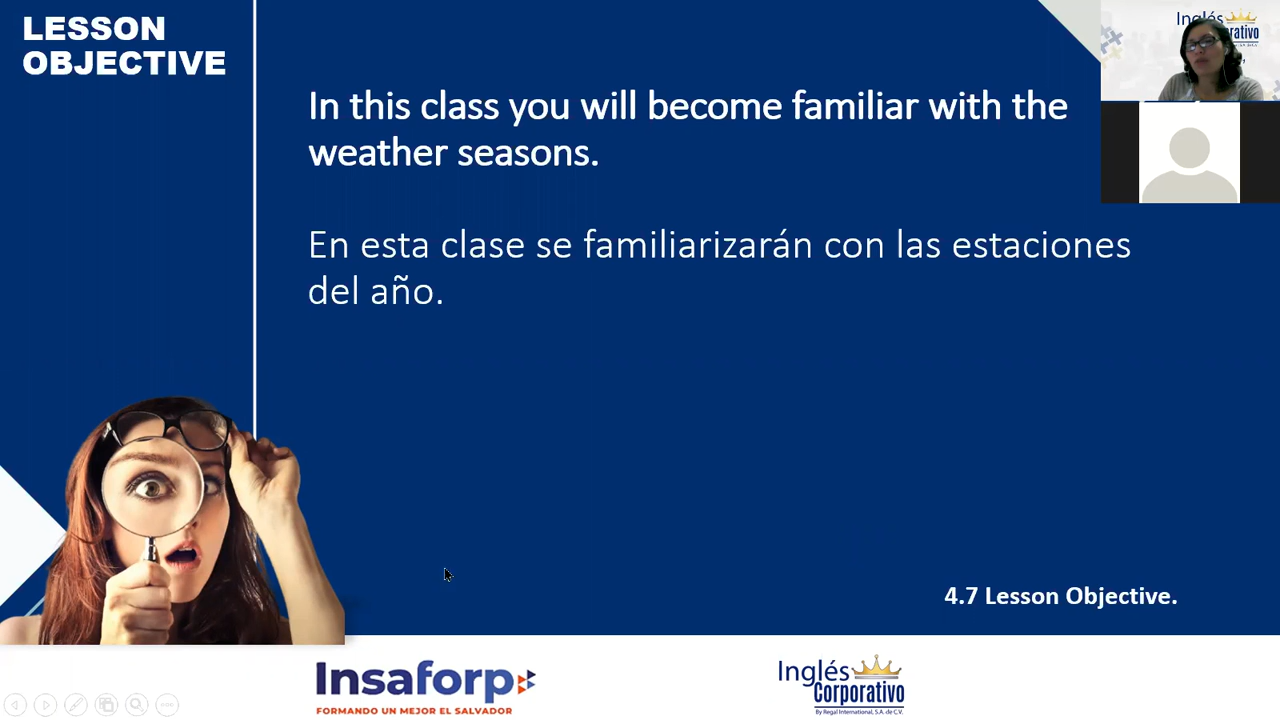 LESSON
OBJECTIVE
In this class you will become familiar with the
weather seasons.
En esta clase se familiarizarán con las estaciones
del año.
4.7 Lesson Objective.
Insaforp
FORMANDO UN MEJOR EL SALVADOR
Inglés
Corporativo
By Regal International, S.A. de C.V.